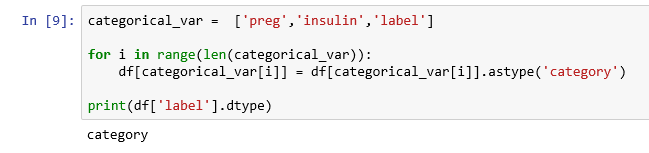 In [9]: categorical_var =  ['preg','insulin','label']
for i in range(len(categorical_var)):
    df[categorical_var[i]] = df[categorical_var[i]].astype('category')
print(df['label'].dtype)
category